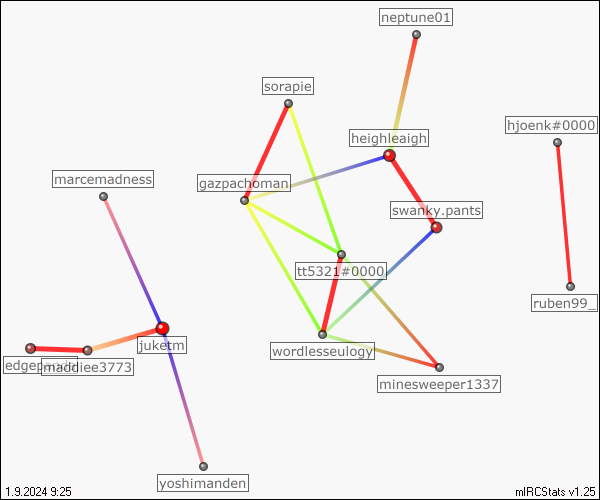 neptune01
sorapie
hjoenk#0000
heighleaigh
marcemadness
gazpachoman
swanky.pants
tt5321#0000
ruben99_
juketm
wordlesseulogy
maddiee3773
minesweeper1337
yoshimanden
1.9.2024 9:25
mIRCStats v1.25